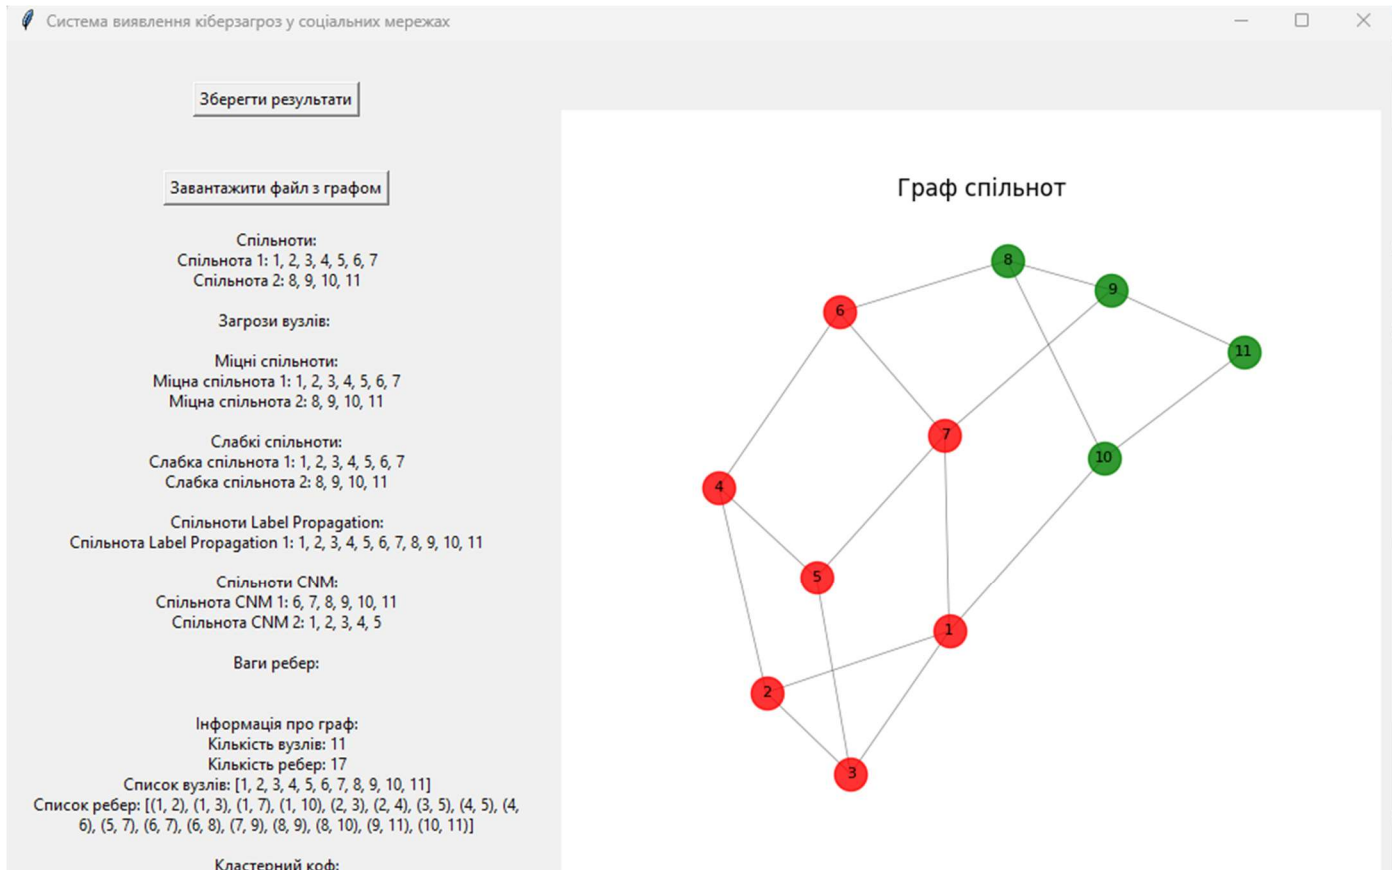 Система виявлення кіберзагроз у соціальних мережах
Зберегти результати
Завантажити файл з графом
Спільноти:
Спільнота 1: 1, 2, 3, 4, 5, 6, 7
Спільнота 2: 8, 9, 10, 11
Загрози вузлів:
Міцні спільноти:
Міцна спільнота 1: 1, 2, 3, 4, 5, 6, 7
Міцна спільнота 2: 8, 9, 10, 11
Слабкі спільноти:
Слабка спільнота 1: 1, 2, 3, 4, 5, 6, 7
Слабка спільнота 2: 8, 9, 10, 11
Спільноти Label Propagation:
Спільнота Label Propagation 1: 1, 2, 3, 4, 5, 6, 7, 8, 9, 10, 11
Спільноти CNM:
Спільнота CNM 1: 6, 7, 8, 9, 10, 11
Спільнота CNM 2: 1, 2, 3, 4, 5
Ваги ребер:
Інформація про граф:
Кількість вузлів: 11
Кількість ребер: 17
Список вузлів: [1, 2, 3, 4, 5, 6, 7, 8, 9, 10, 11]
Список ребер: [(1, 2), (1, 3), (1, 7), (1, 10), (2, 3), (2, 4), (3, 5), (4, 5), (4,
6), (5, 7), (6, 7), (6, 8), (7, 9), (8, 9), (8, 10), (9, 11), (10, 11)]
Кластерний коф:
Граф спільнот
8
9
6
11
7
10
4
5
1
2
3